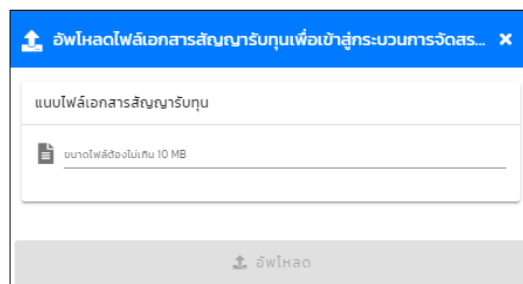 อัพโหลดไฟล์เอกสารสัญญารับทุนเพื่อเข้าสู่กระบวนการจัดสร...
แนบไฟล์เอกสารสัญญารับทุน
ขนาดไฟล์ต้องไม่เกิน 10 MB
อัพโหลด